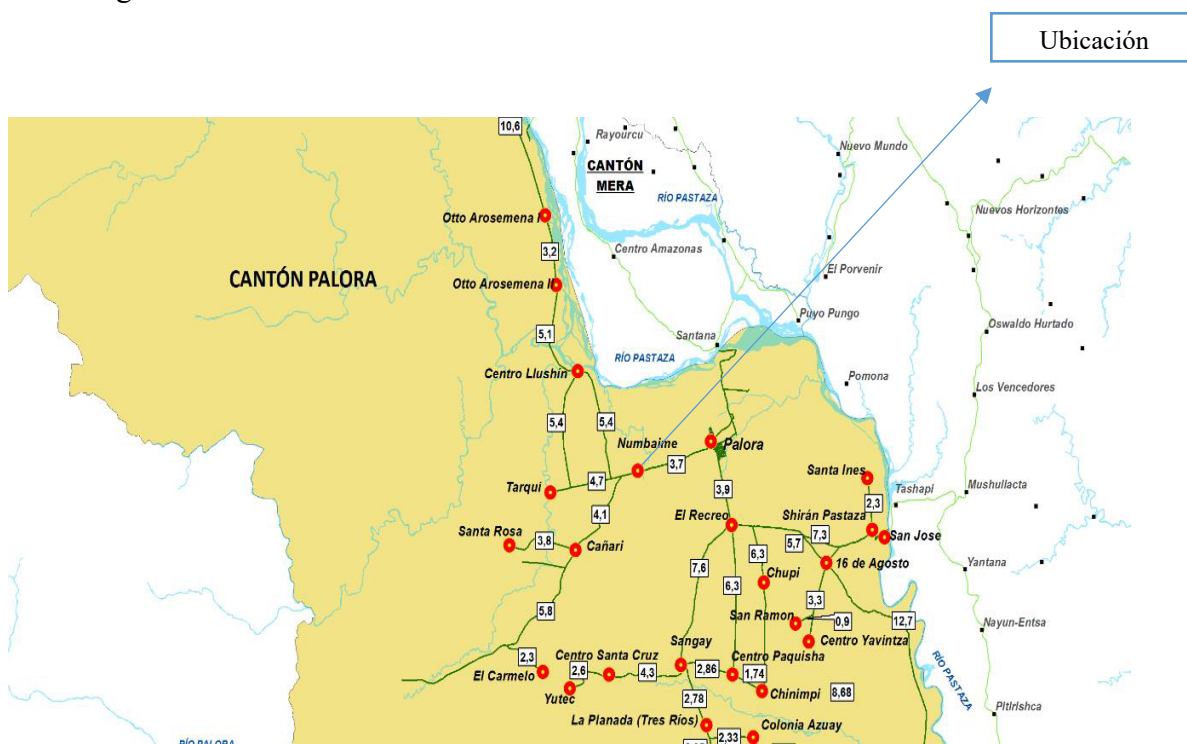 Ubicación
10,6
Rayourcu
CANTÓN
MERA
Nuevo Mundo
RÍO PASTAZA
Otto Arosemena I
Nuevos Horizontes
3,2
Centro Amazonas
CANTÓN PALORA
Otto Arosemena II
El Porvenir
Puyo Pungo
5,1
Santana
Oswaldo Hurtado
RÍO PASTAZA
Centro Llushin
Pomona
Los Vencedores
5,4
5,4
Numbaime
Palora
3,7
Santa Ines
4,7
Tarqui
3,9
2,3
Tashapi
Mushullacta
4,1
El Recreo
Shirán Pastaza
Santa Rosa
3,8
Cañari
7,3
5,7
San Jose
6,3
7,6
Chupi
16 de Agosto
Yantana
6,3
5,8
3,3
San Ramon
0,9
12,7
Nayun-Entsa
Centro Yavintza
Sangay
2,3
Centro Santa Cruz
Centro Paquisha
RÍO PASTAZA
El Carmelo
2,6
4,3
2,86
1,74
Yutec
Chinimpi
8,68
2,78
Pitirishca
La Planada (Tres Ríos)
Colonia Azuay
2,33
RÍO PALORA